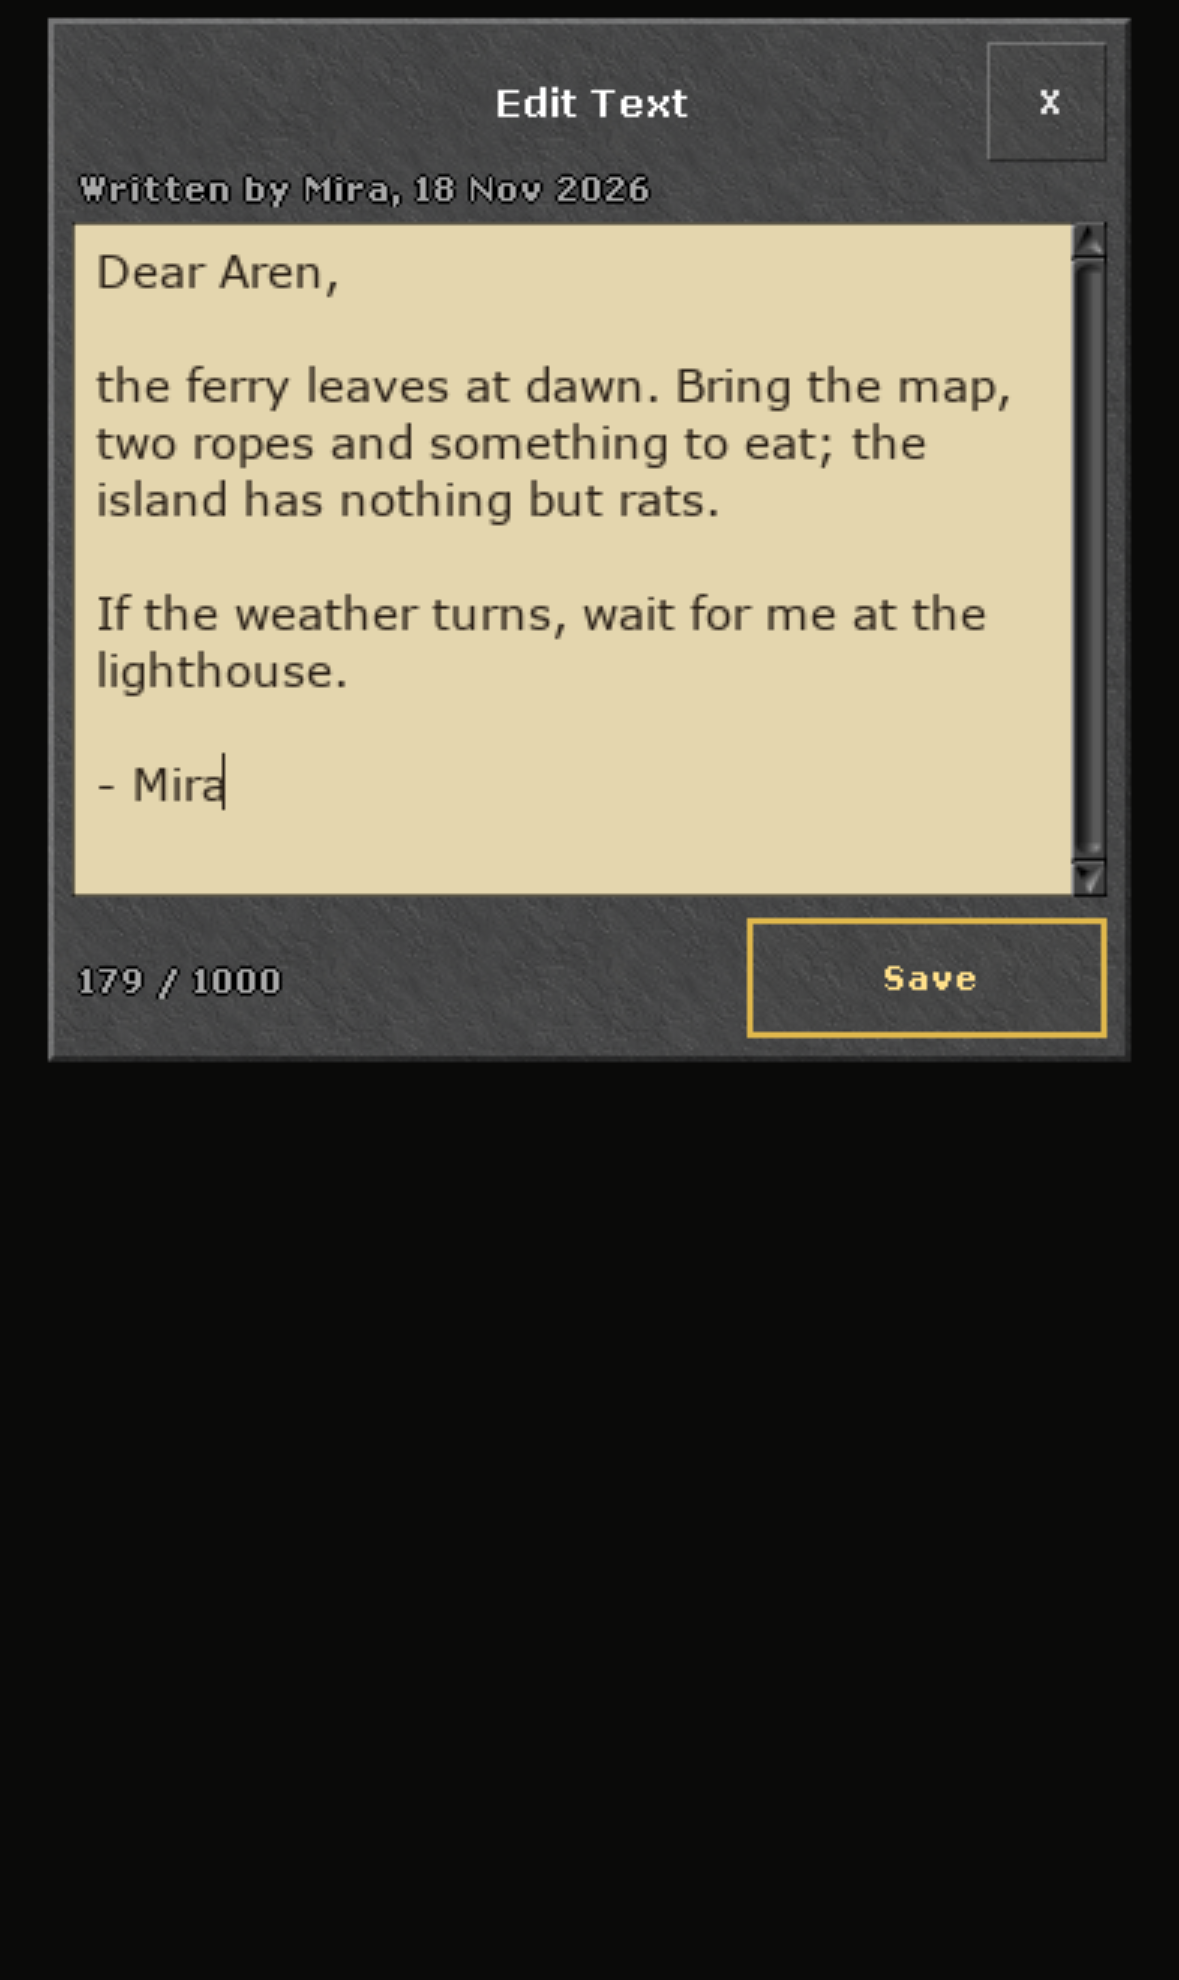 Edit Text
X
Written by Mira, 18 Nov 2026
Dear Aren,
the ferry leaves at dawn. Bring the map,
two ropes and something to eat; the
island has nothing but rats.
If the weather turns, wait for me at the
lighthouse.
- Mira
179 / 1000
Save